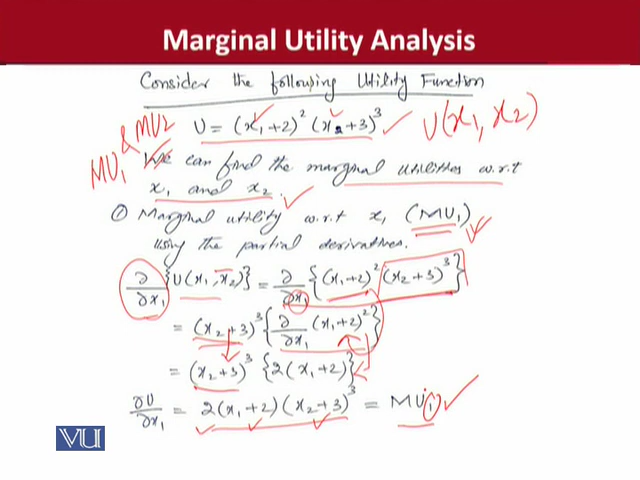 Marginal Utility Analysis
Consider the following Utility Function
U = (x₁+2)² (x₂+3)³ U(x₁, x₂)
MU₁ & MU2
We can find the marginal utilities w.r.t
x₁ and x₂.
① Marginal utility w.r.t x₁ (MU₁)
using the partial derivatives.
∂/∂x₁ {U(x₁, x₂)} = ∂/∂x₁ {(x₁+2)² (x₂+3)³}
= (x₂+3)³ {∂/∂x₁ (x₁+2)²}
= (x₂+3)³ {2(x₁+2)}
∂U/∂x₁ = 2(x₁+2)(x₂+3)³ = MU₁
VU